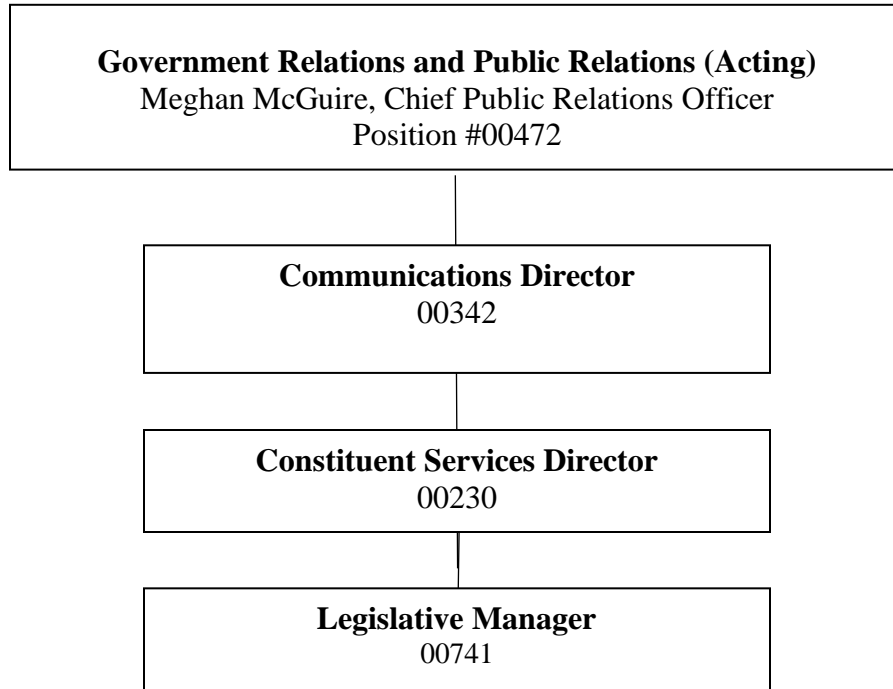 Government Relations and Public Relations (Acting)
Meghan McGuire, Chief Public Relations Officer
Position #00472
Communications Director
00342
Constituent Services Director
00230
Legislative Manager
00741